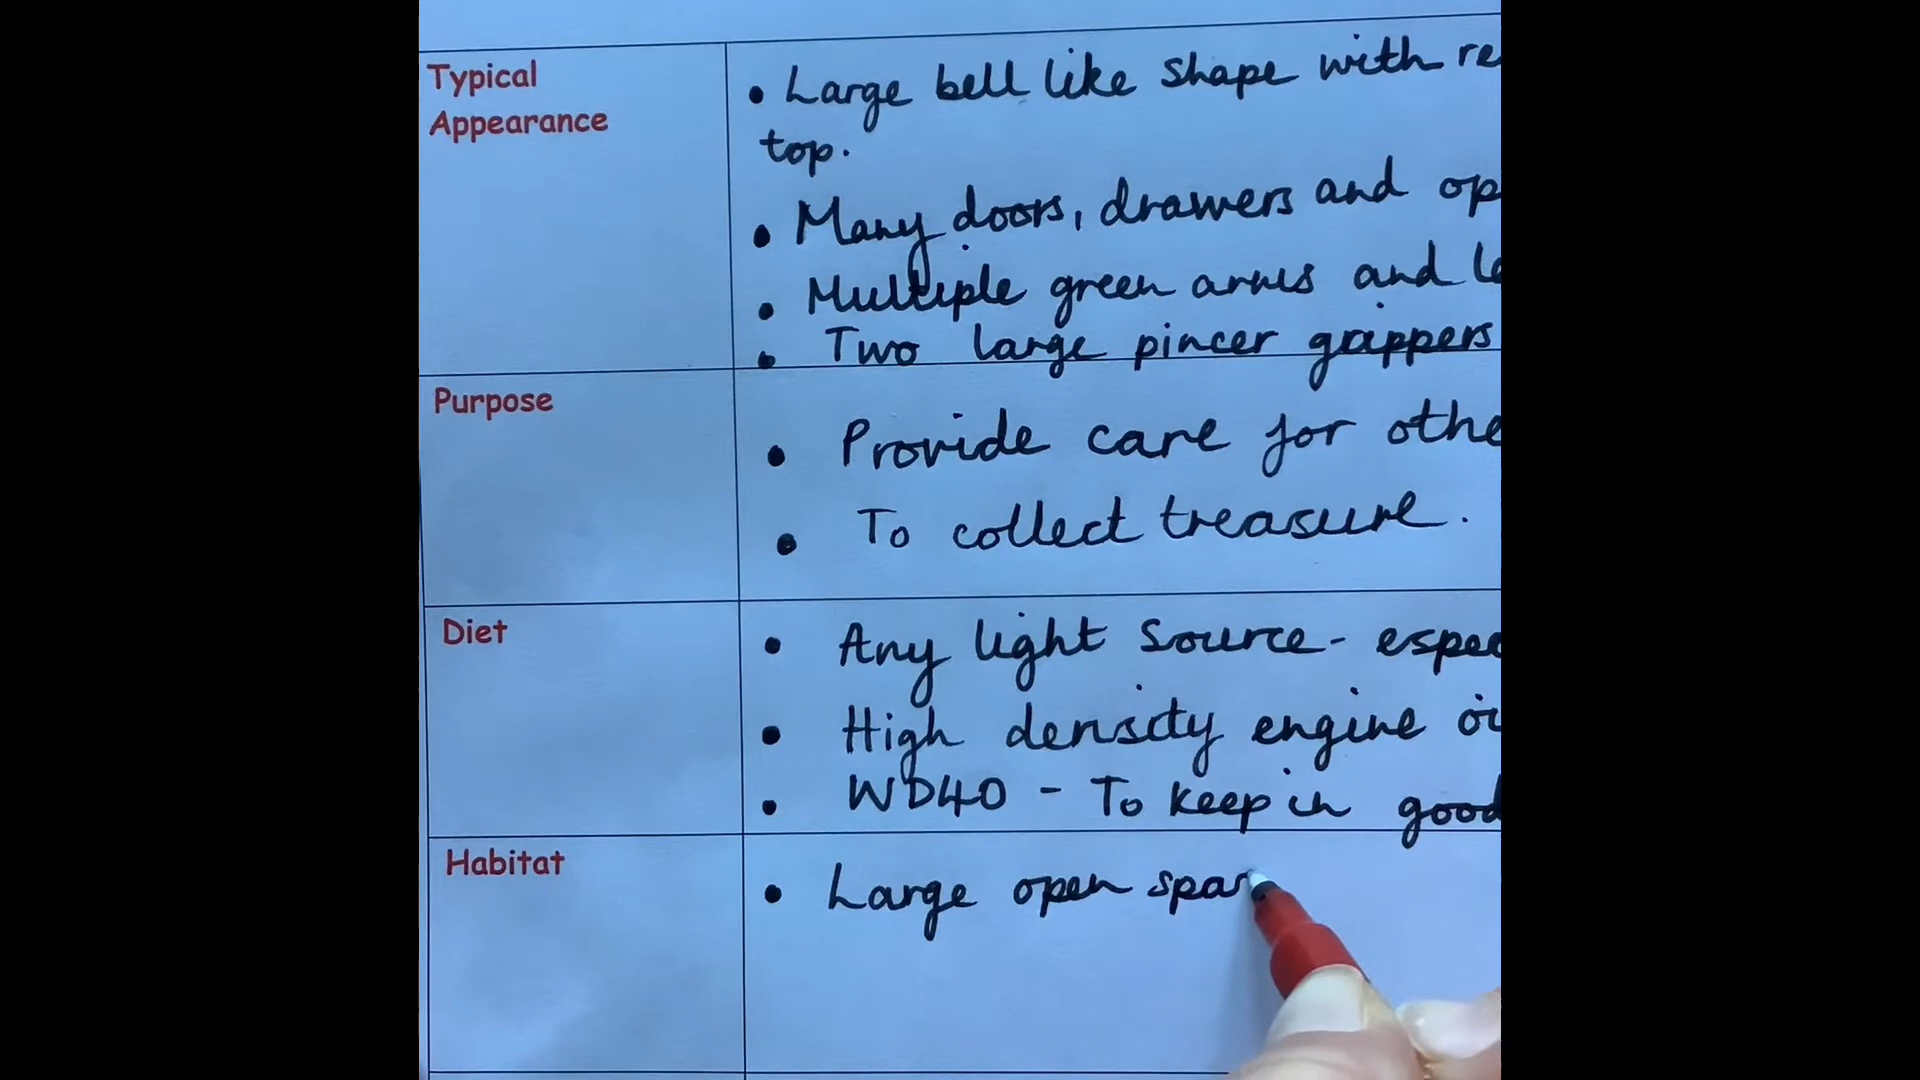 Typical
Appearance
• Large bell like shape with re
top.
• Many doors, drawers and op
• Multiple green arms and le
• Two large pincer grippers
Purpose
• Provide care for othe
• To collect treasure.
Diet
• Any light source - espec
• High density engine oi
• WD40 - To keep in good
Habitat
• Large open spa